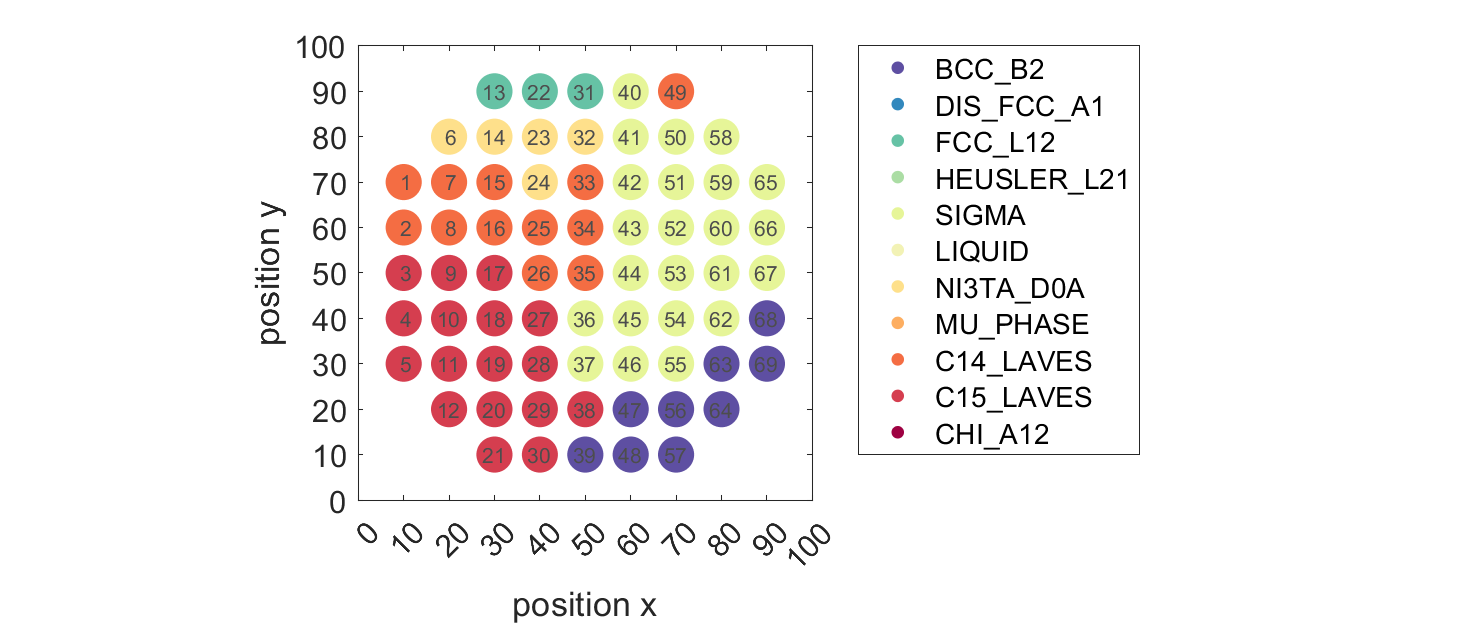 100
90
80
70
60
50
40
30
20
10
0
position y
13 22 31 40 49
6 14 23 32 41 50 58
1 7 15 24 33 42 51 59 65
2 8 16 25 34 43 52 60 66
3 9 17 26 35 44 53 61 67
4 10 18 27 36 45 54 62 68
5 11 19 28 37 46 55 63 69
12 20 29 38 47 56 64
21 30 39 48 57
0 10 20 30 40 50 60 70 80 90 100
position x
BCC_B2
DIS_FCC_A1
FCC_L12
HEUSLER_L21
SIGMA
LIQUID
NI3TA_D0A
MU_PHASE
C14_LAVES
C15_LAVES
CHI_A12